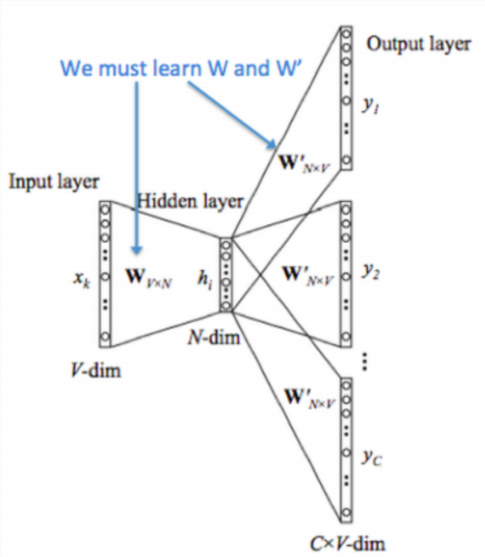 Output layer
We must learn W and W'
y1
W'N×V
Input layer
Hidden layer
xk
WV×N
hi
W'N×V
y2
N-dim
V-dim
W'N×V
yC
C×V-dim